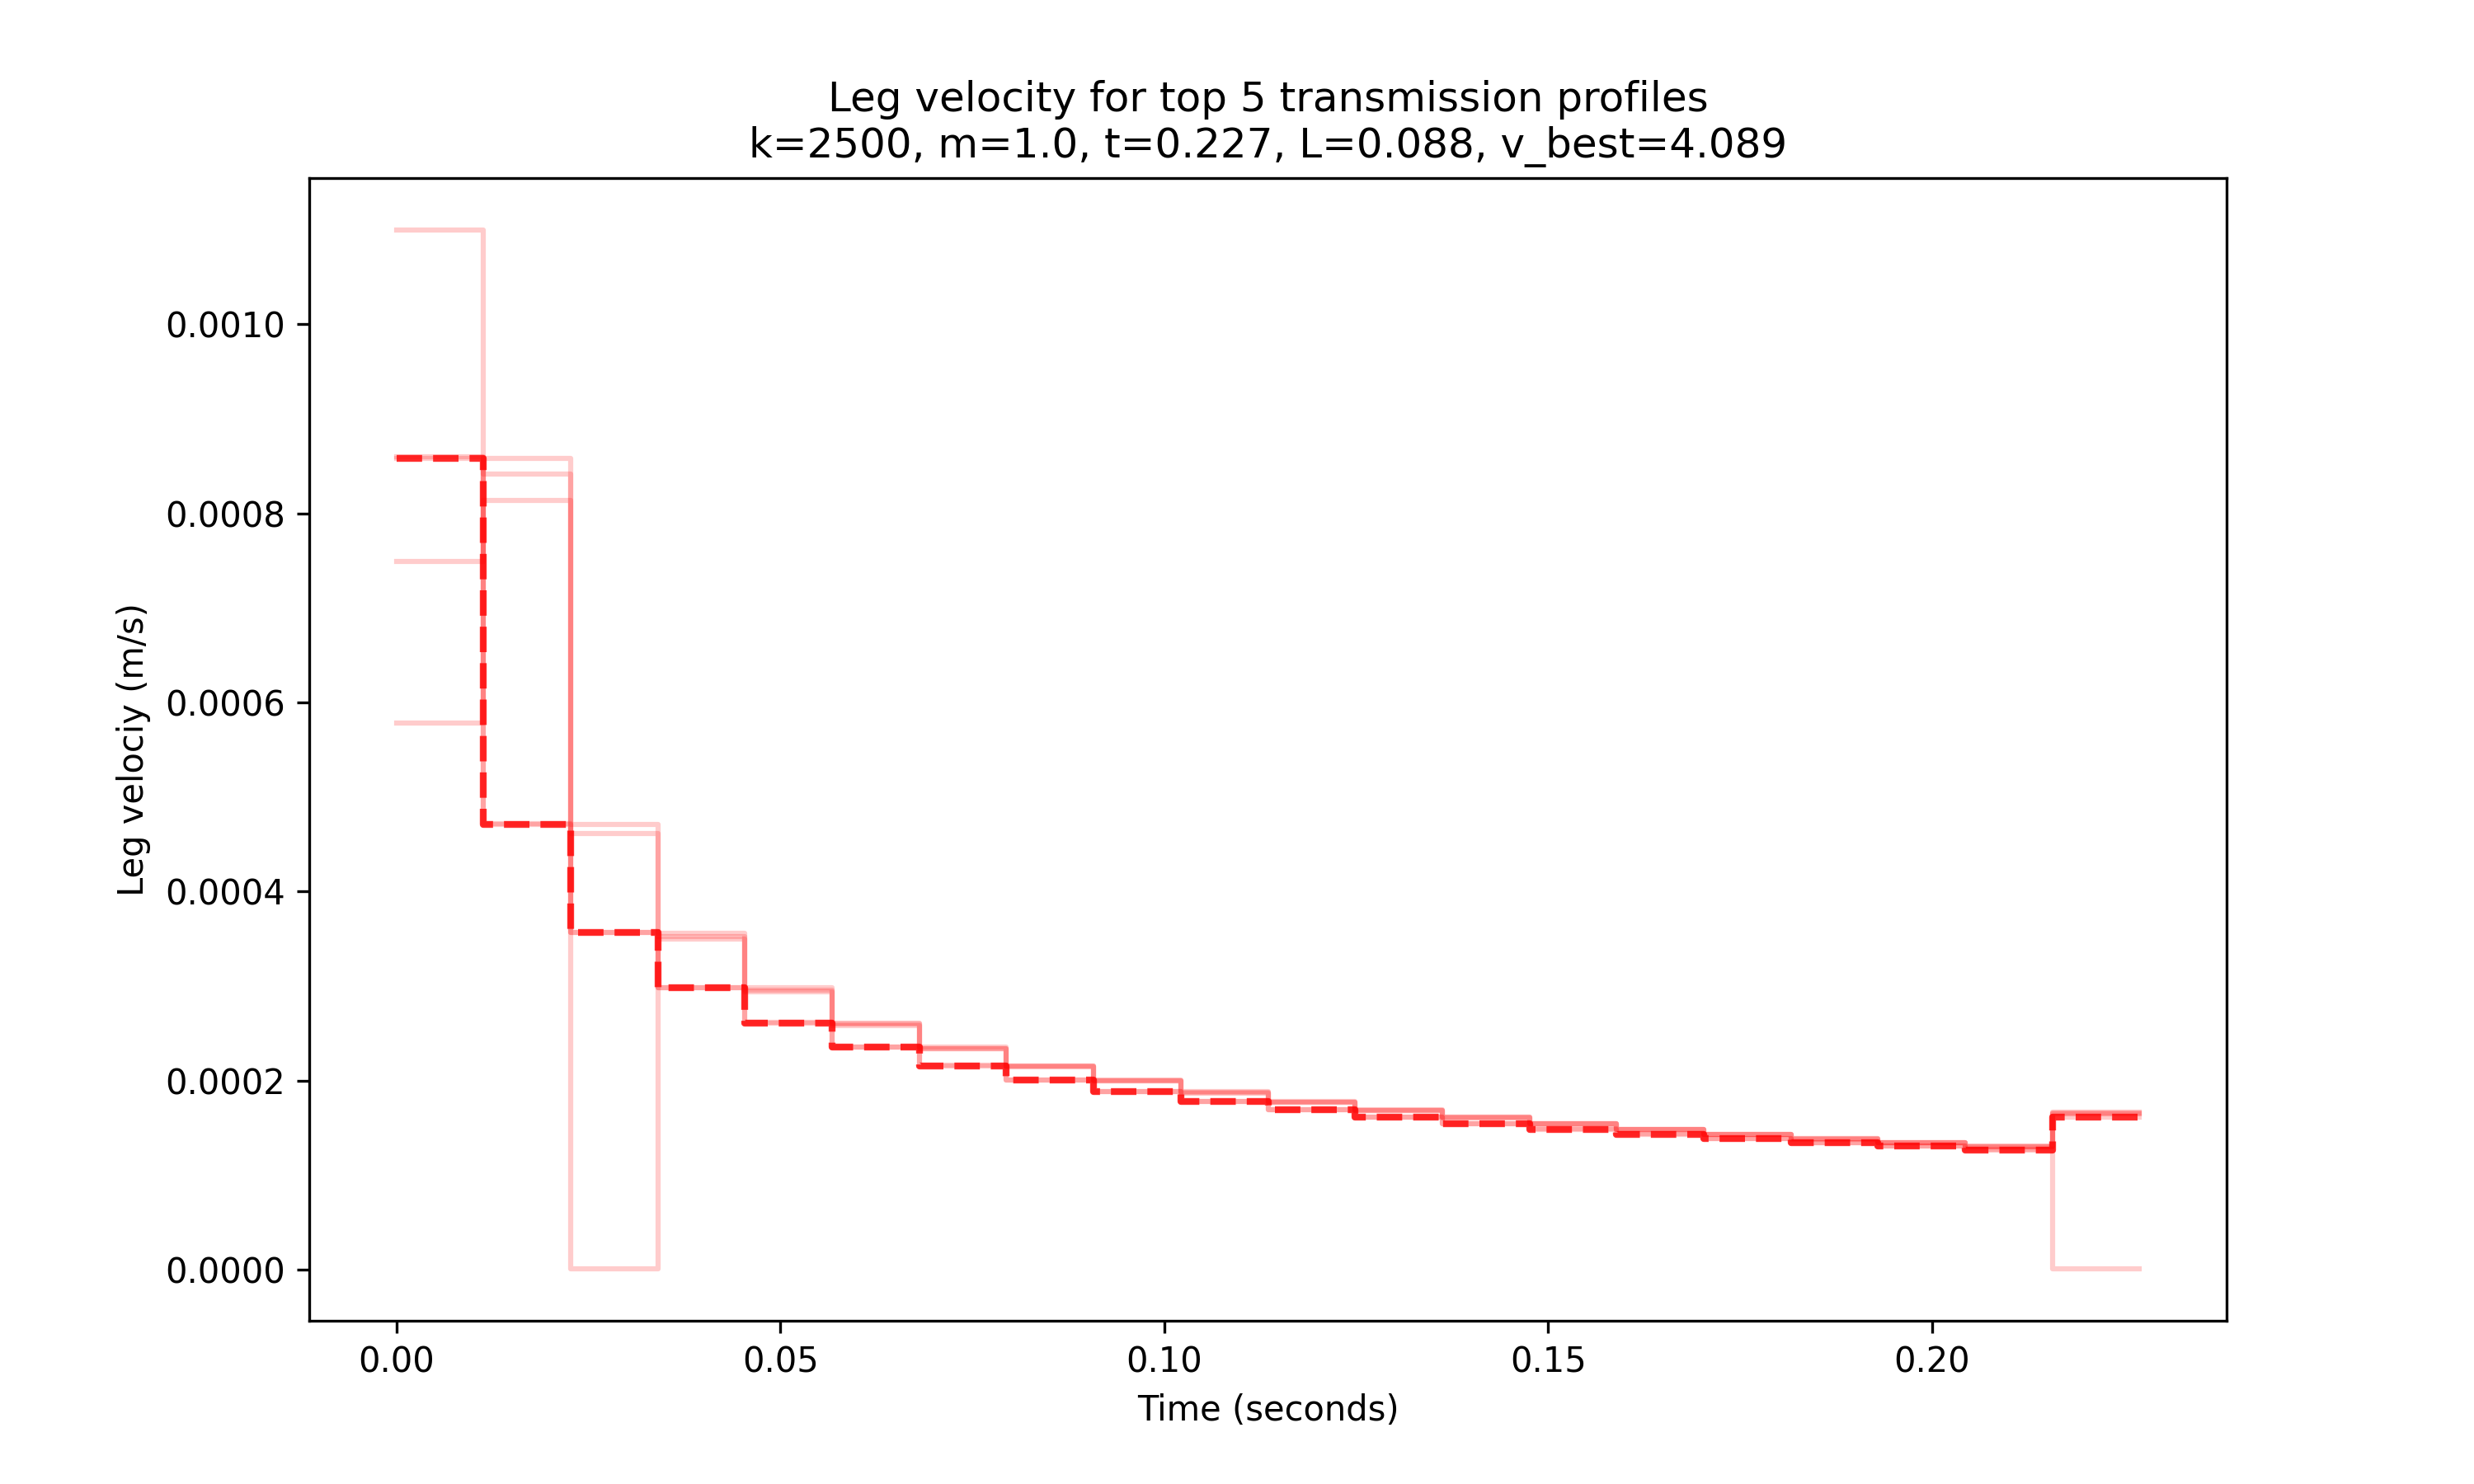 Leg velocity for top 5 transmission profiles
k=2500, m=1.0, t=0.227, L=0.088, v_best=4.089
Leg velociy (m/s)
0.0010
0.0008
0.0006
0.0004
0.0002
0.0000
0.00 0.05 0.10 0.15 0.20
Time (seconds)